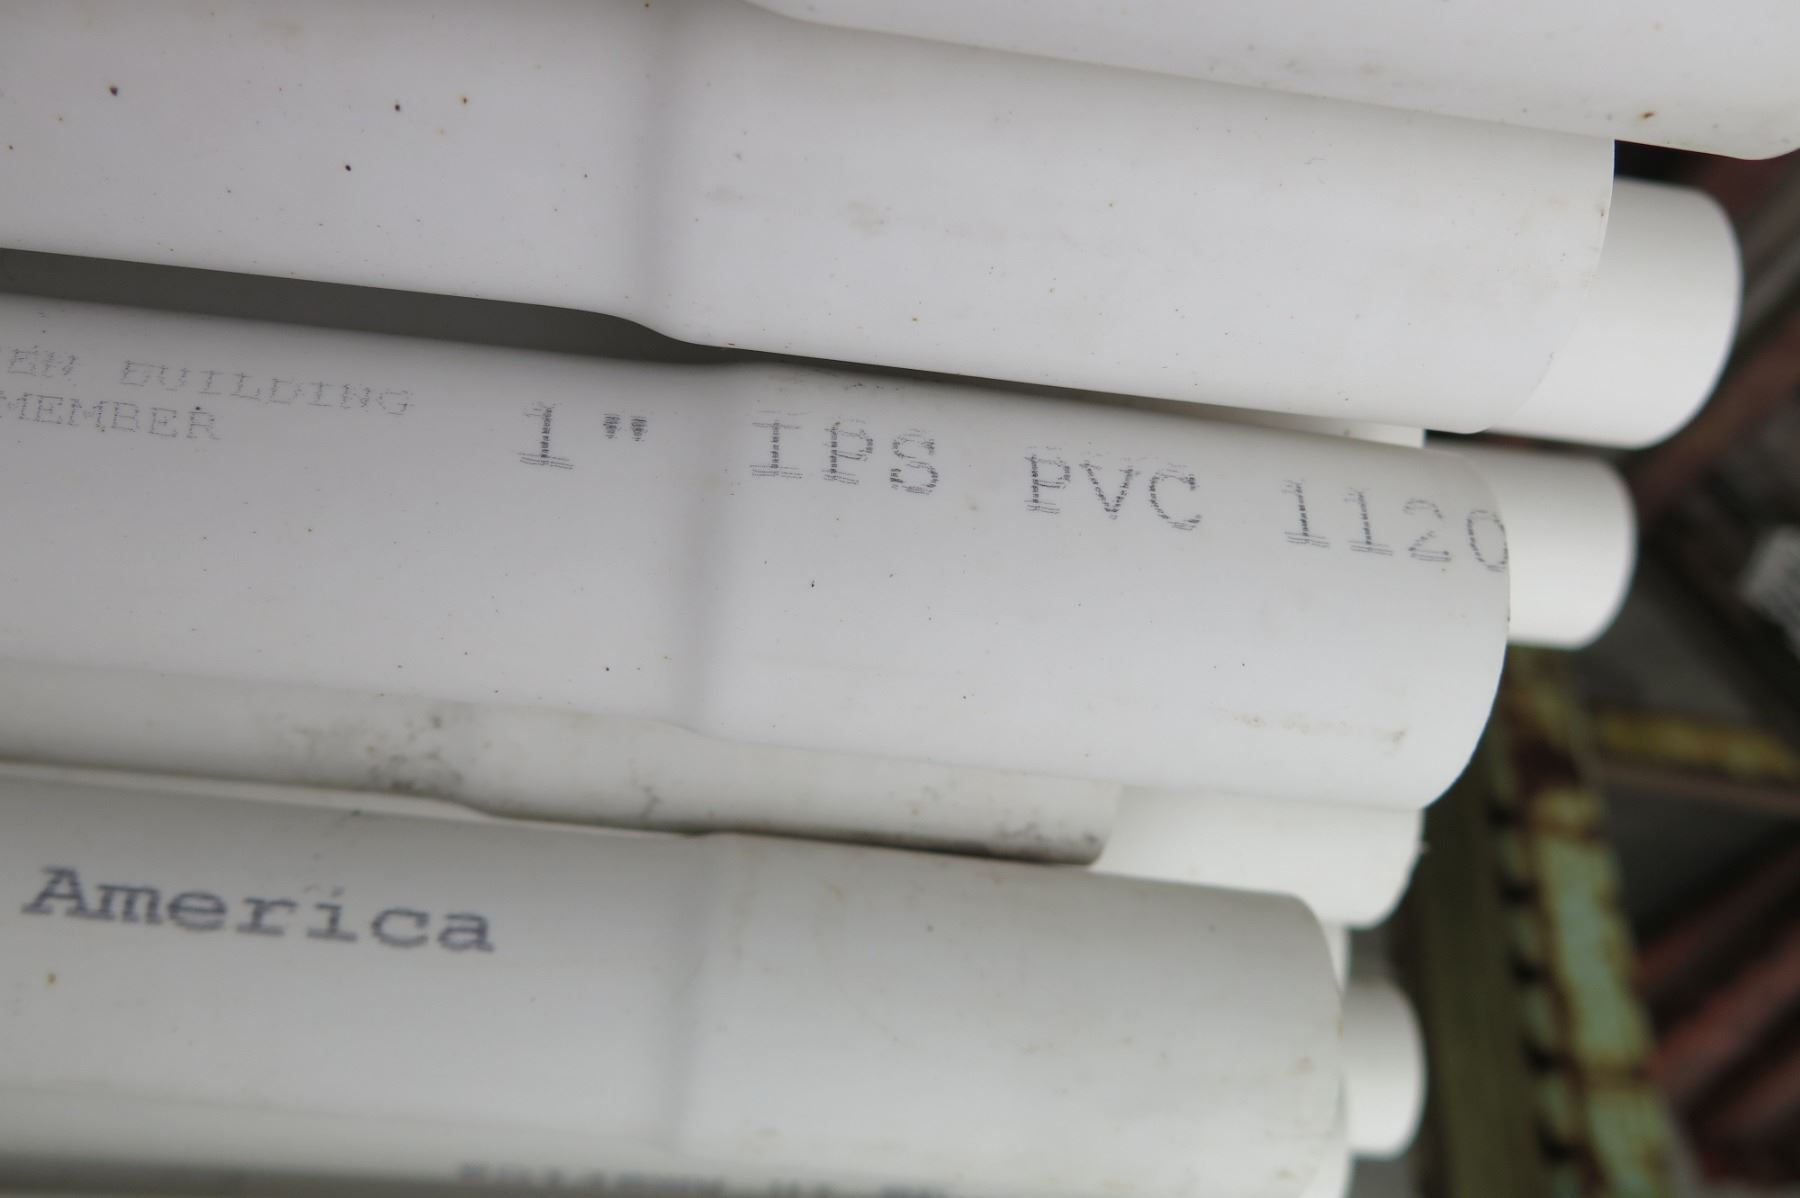 BUILDING
MEMBER
1" IPS PVC 1120
America